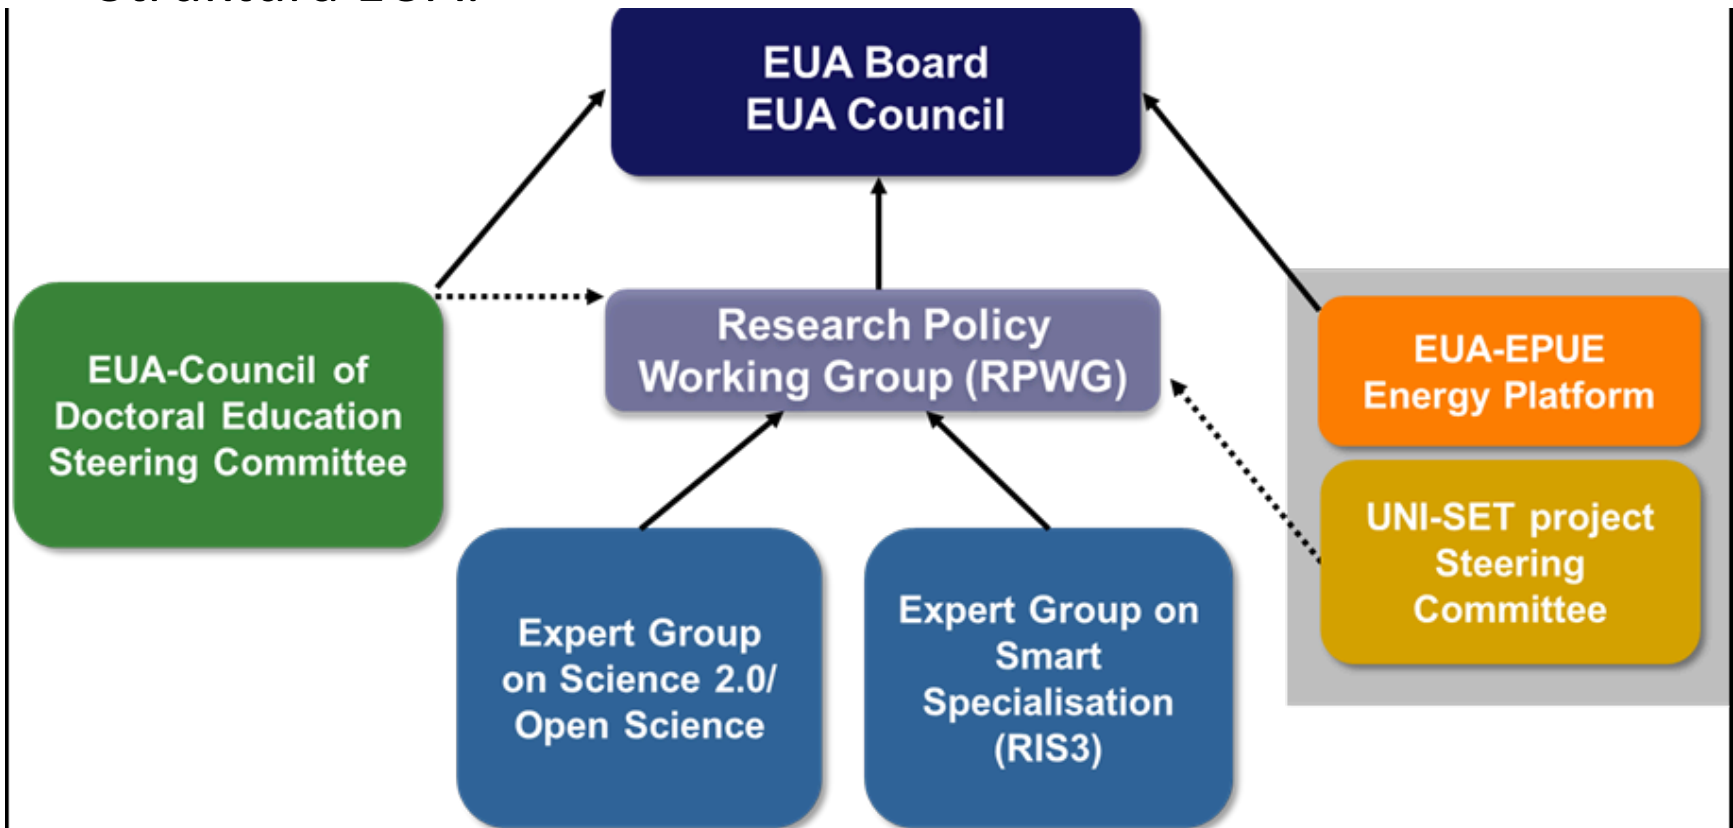 EUA Board
EUA Council
EUA-Council of
Doctoral Education
Steering Committee
Research Policy
Working Group (RPWG)
EUA-EPUE
Energy Platform
UNI-SET project
Steering
Committee
Expert Group
on Science 2.0/
Open Science
Expert Group on
Smart
Specialisation
(RIS3)